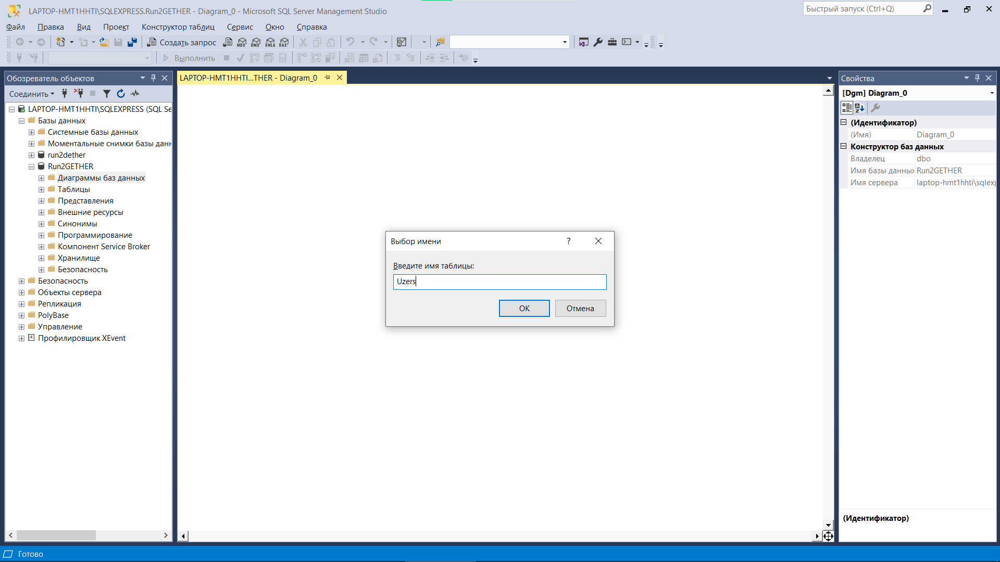 LAPTOP-HMT1HHTI\SQLEXPRESS.Run2GETHER - Diagram_0 - Microsoft SQL Server Management Studio
Быстрый запуск (Ctrl+Q)
Файл Правка Вид Проект Конструктор таблиц Сервис Окно Справка
Создать запрос MDX DMX XMLA DAX
Выполнить
Обозреватель объектов
LAPTOP-HMT1HHTI...THER - Diagram_0
Свойства
Соединить
[Dgm] Diagram_0
LAPTOP-HMT1HHTI\SQLEXPRESS (SQL Se
Базы данных
Системные базы данных
Моментальные снимки базы данн
run2dether
Run2GETHER
Диаграммы баз данных
Таблицы
Представления
Внешние ресурсы
Синонимы
Программирование
Компонент Service Broker
Хранилище
Безопасность
Безопасность
Объекты сервера
Репликация
PolyBase
Управление
Профилировщик XEvent
Выбор имени ?
Введите имя таблицы:
Uzers
OK Отмена
(Идентификатор)
(Имя) Diagram_0
Конструктор баз данных
Владелец dbo
Имя базы данных Run2GETHER
Имя сервера laptop-hmt1hhti\sqlexp
(Идентификатор)
Готово